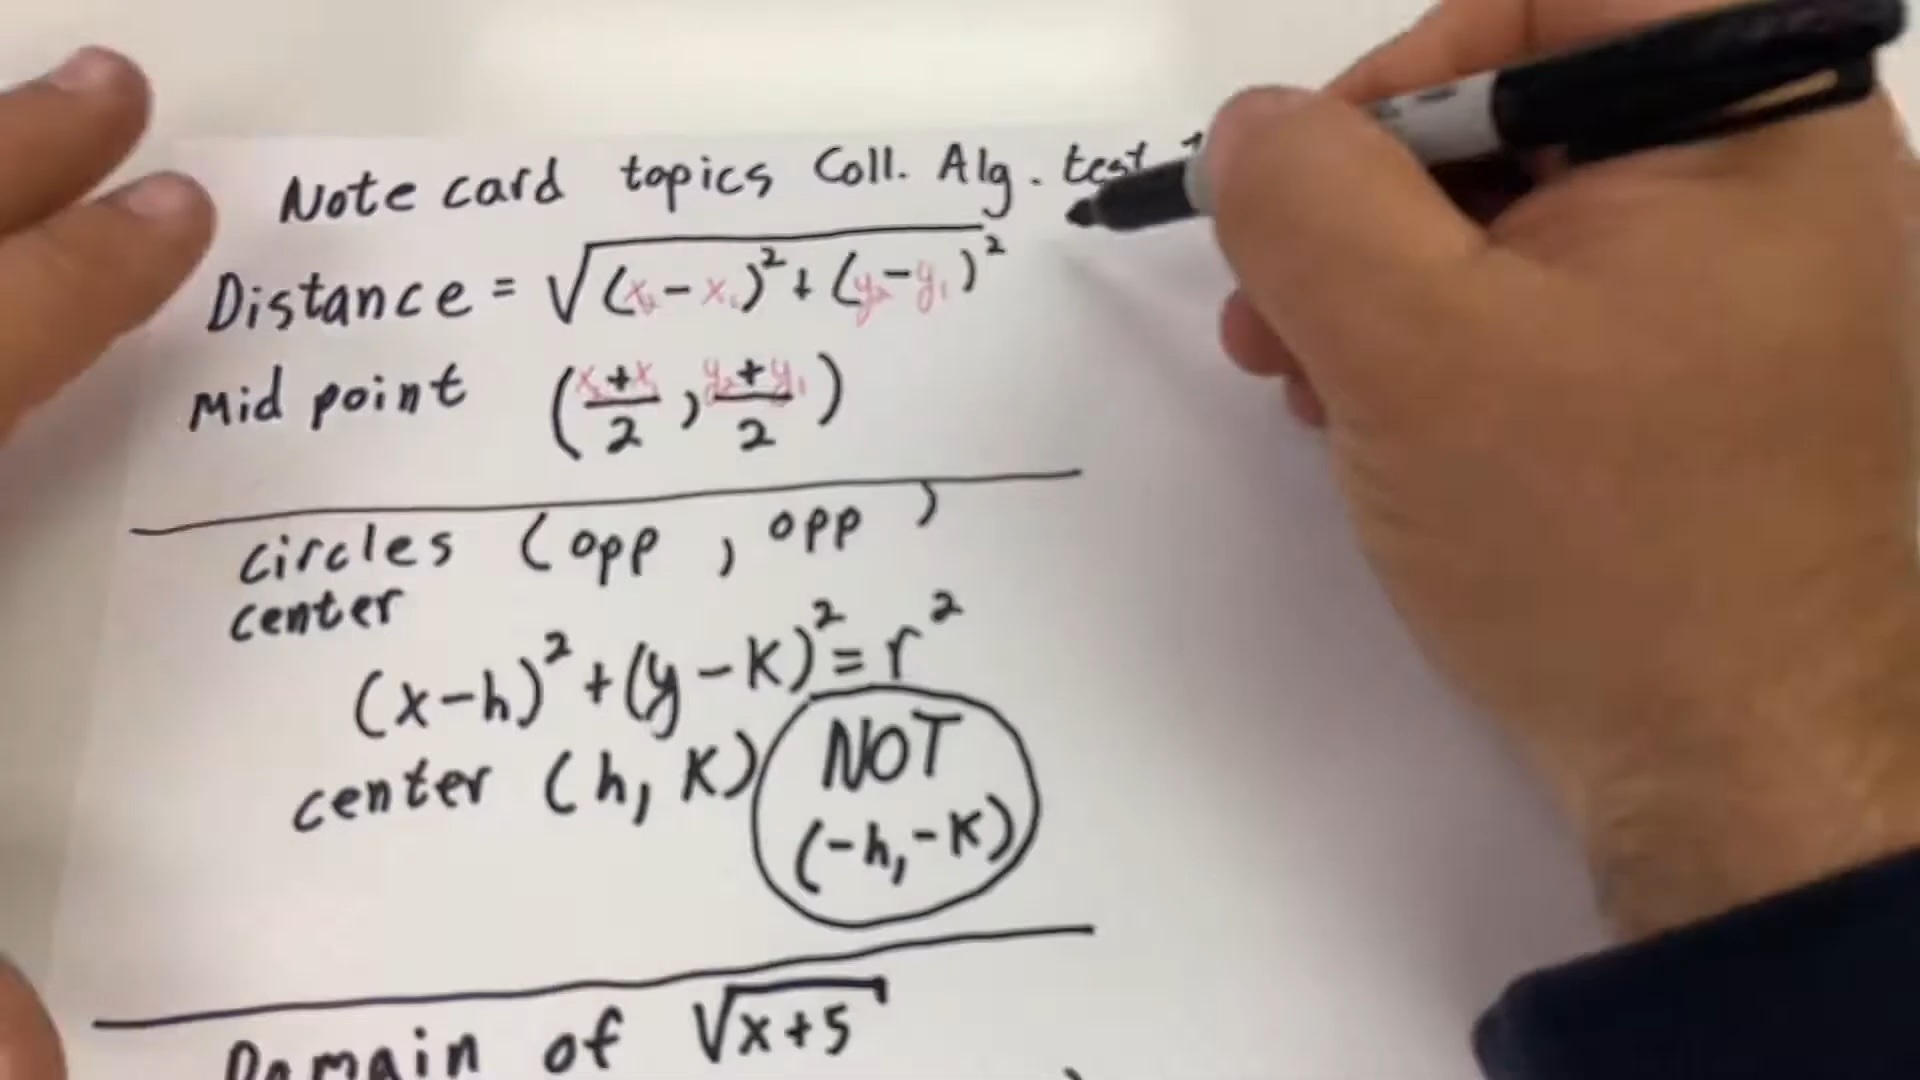 Note card topics Coll. Alg. test
Distance = √(x₂ - x₁)² + (y₂ - y₁)²
Mid point (x₂ + x₁ / 2 , y₂ + y₁ / 2)
circles (opp , opp)
center
(x-h)² + (y-K)² = r²
center (h, K)
NOT
(-h, -K)
Domain of √x+5